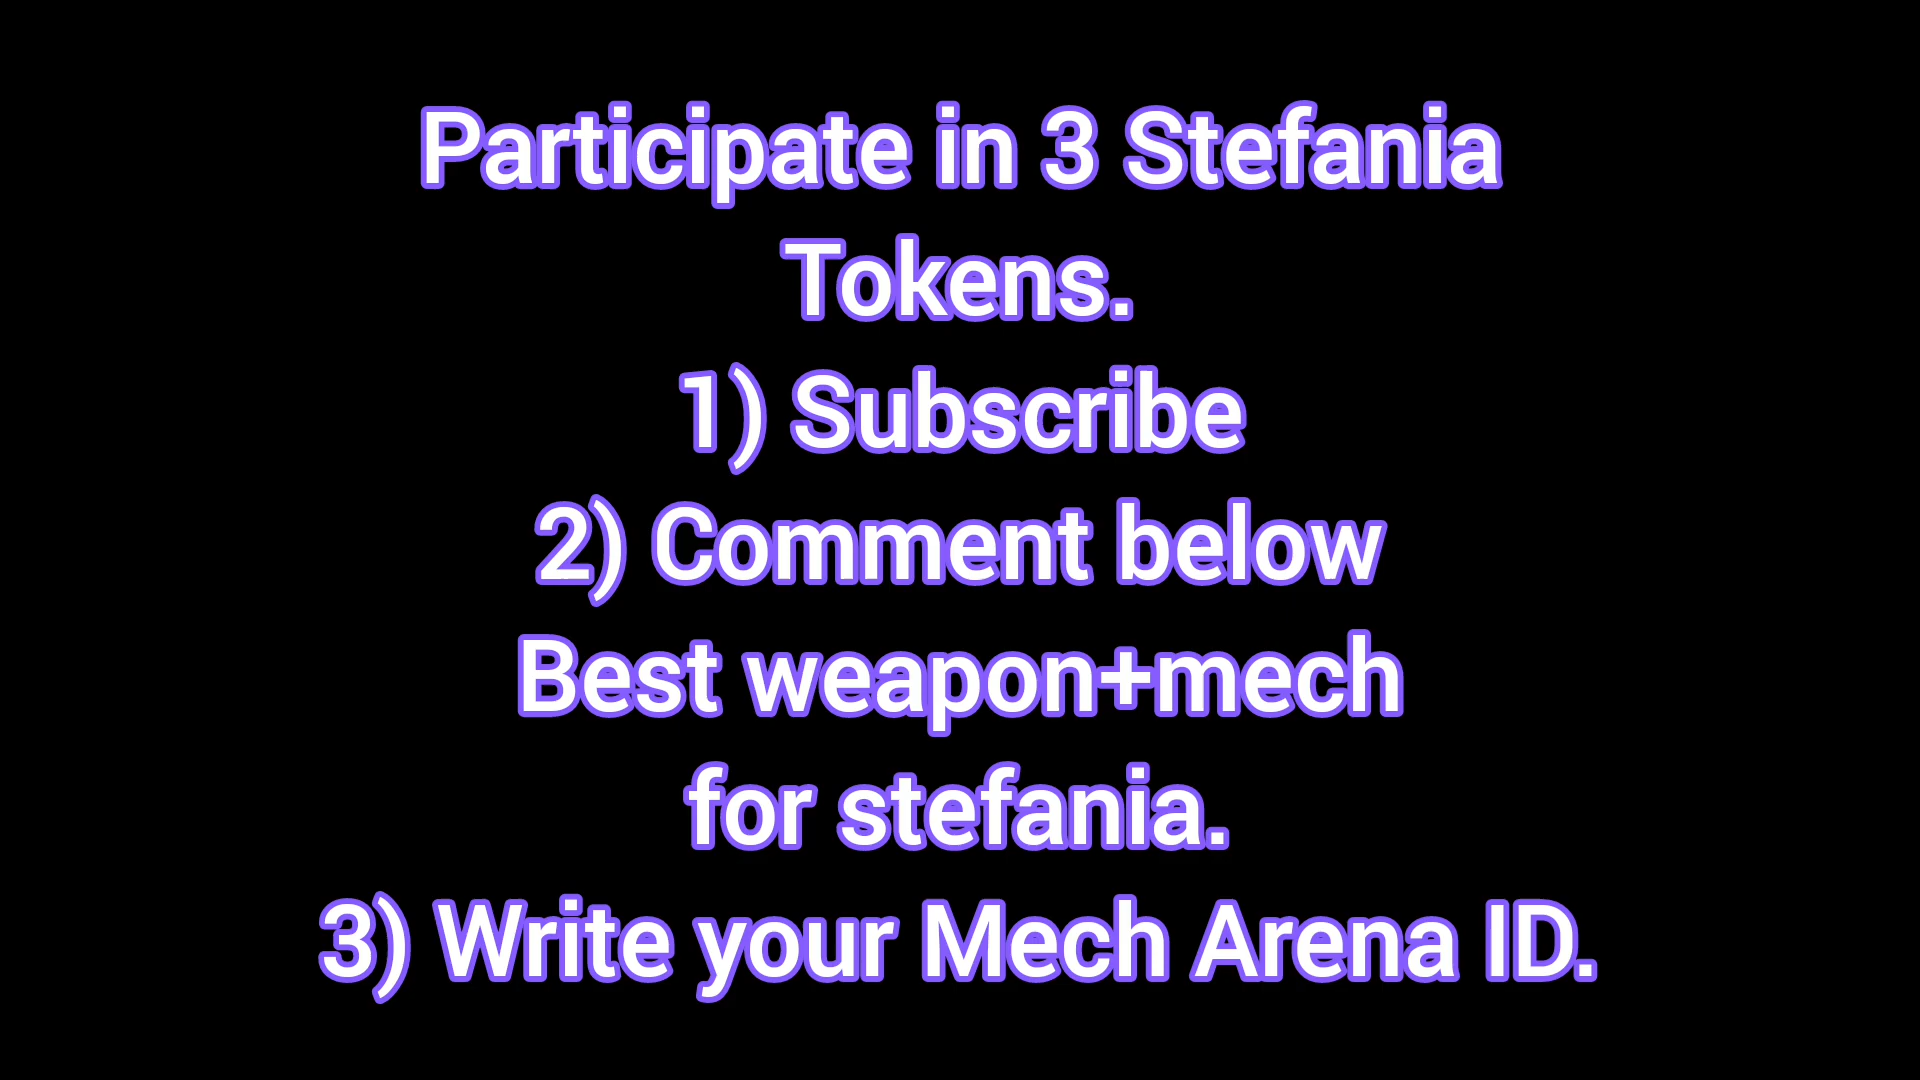 Participate in 3 Stefania
Tokens.
1) Subscribe
2) Comment below
Best weapon+mech
for stefania.
3) Write your Mech Arena ID.